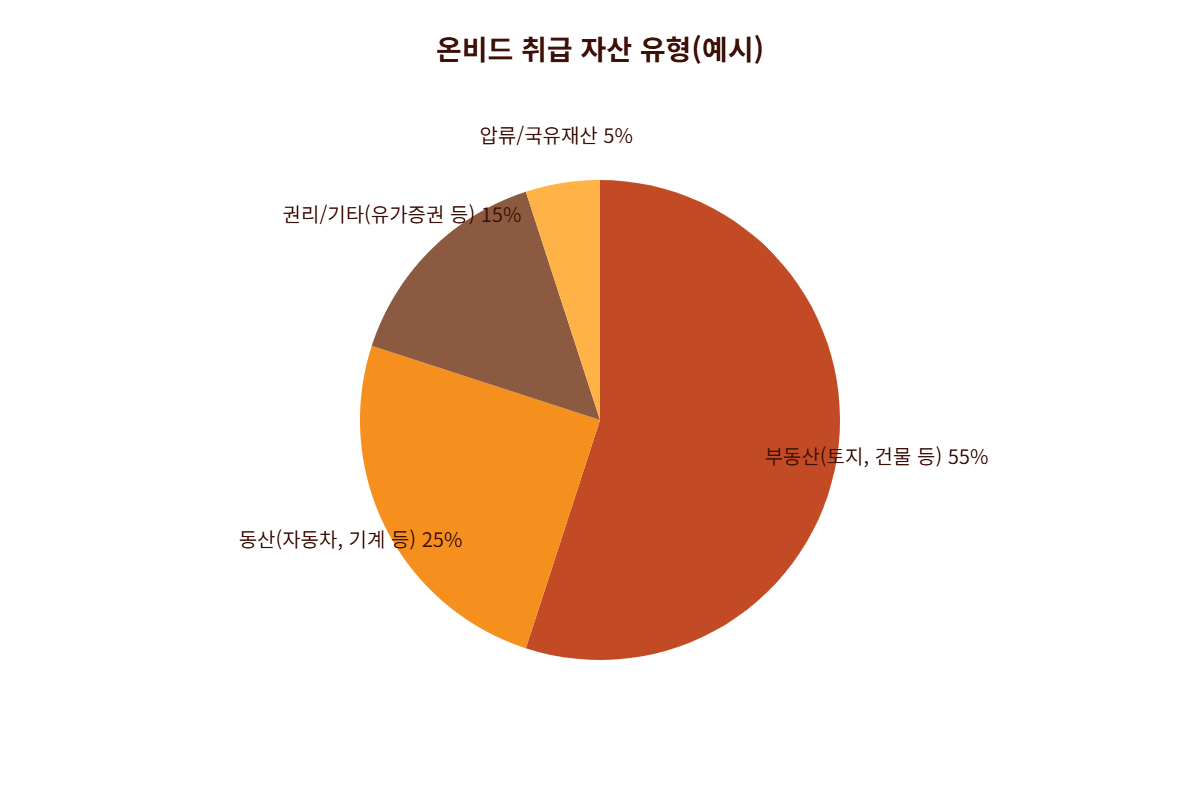 온비드 취급 자산 유형(예시)
압류/국유재산 5%
권리/기타(유가증권 등) 15%
부동산(토지, 건물 등) 55%
동산(자동차, 기계 등) 25%